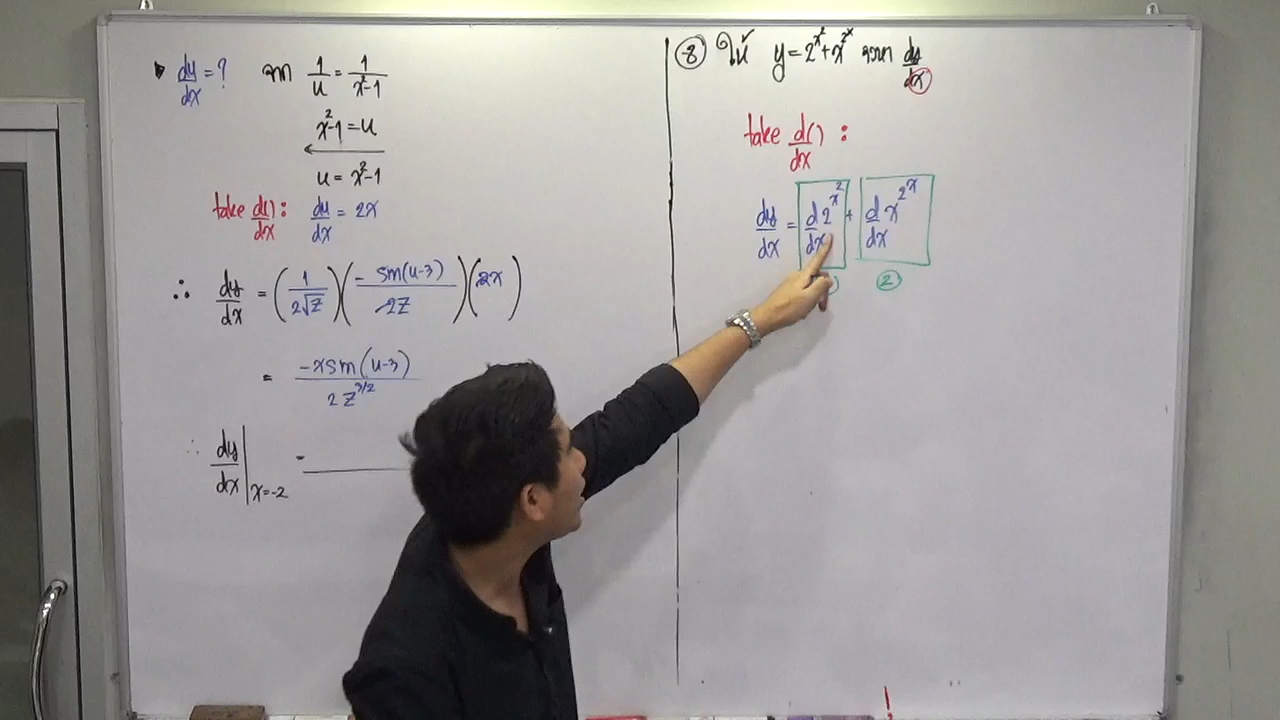 dy/dx = ? จาก 1/u = 1/(x²-1)
x²-1 = u
u = x²-1
take d()/dx : du/dx = 2x
∴ dy/dx = (1/(2√z))(- sin(u-3)/(2z))(2x)
= -x sin(u-3)/(2z^(3/2))
∴ dy/dx |x=-2 =
⑧ ให้ y = 2^(x²) + x^(2^x) จงหา dy/dx
take d()/dx :
dy/dx = d/dx 2^(x²) + d/dx x^(2^x)
②